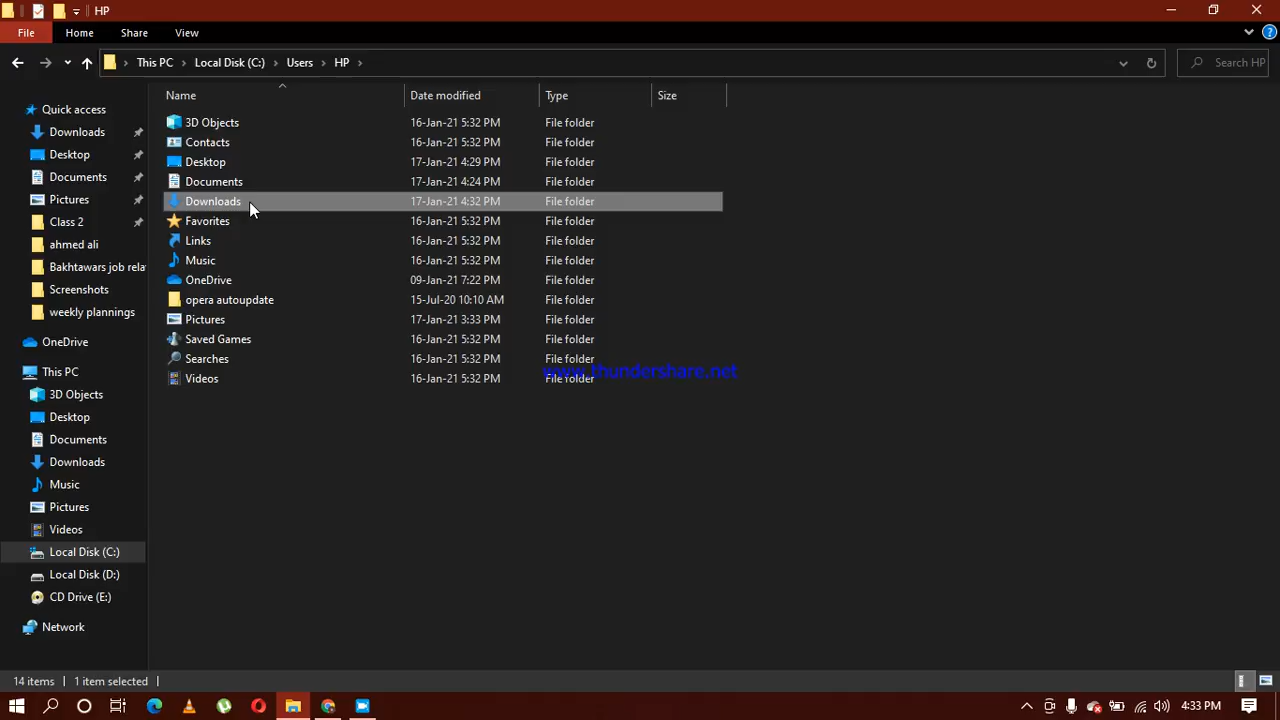 HP
File Home Share View
This PC Local Disk (C:) Users HP Search HP
Name Date modified Type Size
Quick access
Downloads
Desktop
Documents
Pictures
Class 2
ahmed ali
Bakhtawars job rela
Screenshots
weekly plannings
OneDrive
This PC
3D Objects
Desktop
Documents
Downloads
Music
Pictures
Videos
Local Disk (C:)
Local Disk (D:)
CD Drive (E:)
Network
3D Objects 16-Jan-21 5:32 PM File folder
Contacts 16-Jan-21 5:32 PM File folder
Desktop 17-Jan-21 4:29 PM File folder
Documents 17-Jan-21 4:24 PM File folder
Downloads 17-Jan-21 4:32 PM File folder
Favorites 16-Jan-21 5:32 PM File folder
Links 16-Jan-21 5:32 PM File folder
Music 16-Jan-21 5:32 PM File folder
OneDrive 09-Jan-21 7:22 PM File folder
opera autoupdate 15-Jul-20 10:10 AM File folder
Pictures 17-Jan-21 3:33 PM File folder
Saved Games 16-Jan-21 5:32 PM File folder
Searches 16-Jan-21 5:32 PM File folder
www.thundershare.net
Videos 16-Jan-21 5:32 PM File folder
14 items 1 item selected
4:33 PM